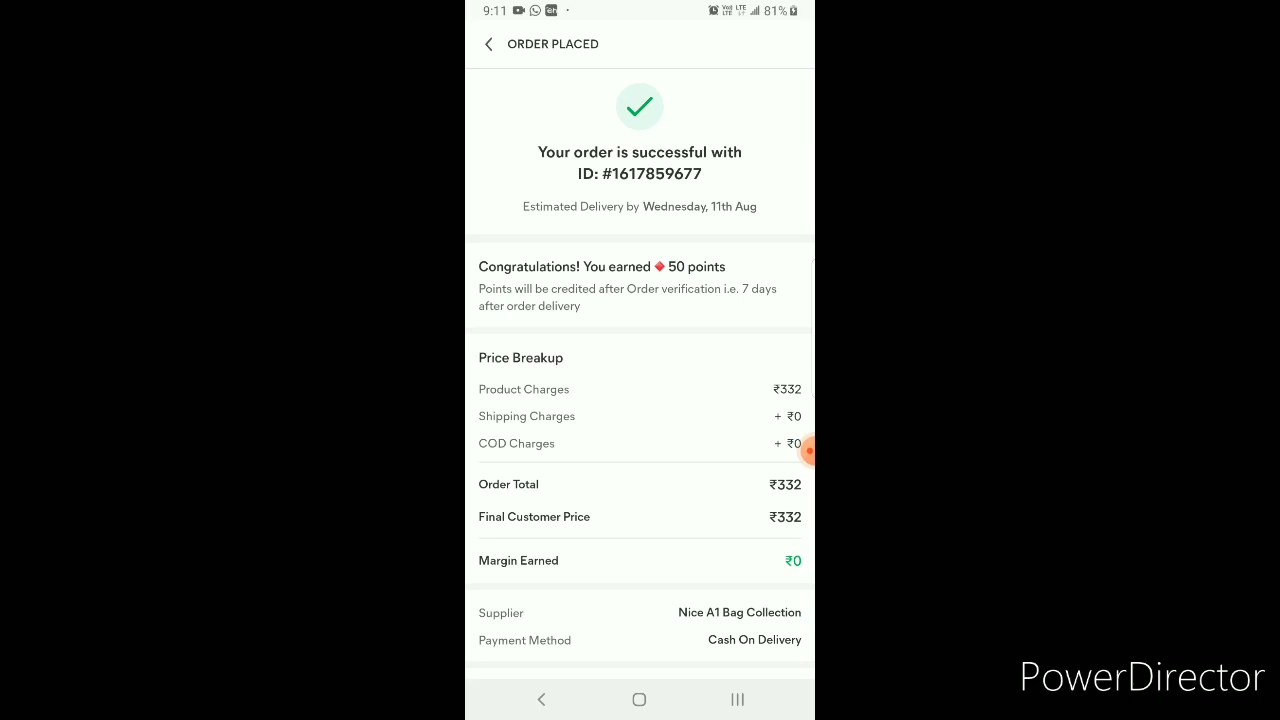 9:11
81%
ORDER PLACED
Your order is successful with
ID: #1617859677
Estimated Delivery by Wednesday, 11th Aug
Congratulations! You earned 50 points
Points will be credited after Order verification i.e. 7 days
after order delivery
Price Breakup
Product Charges ₹332
Shipping Charges + ₹0
COD Charges + ₹0
Order Total ₹332
Final Customer Price ₹332
Margin Earned ₹0
Supplier Nice A1 Bag Collection
Payment Method Cash On Delivery
PowerDirector